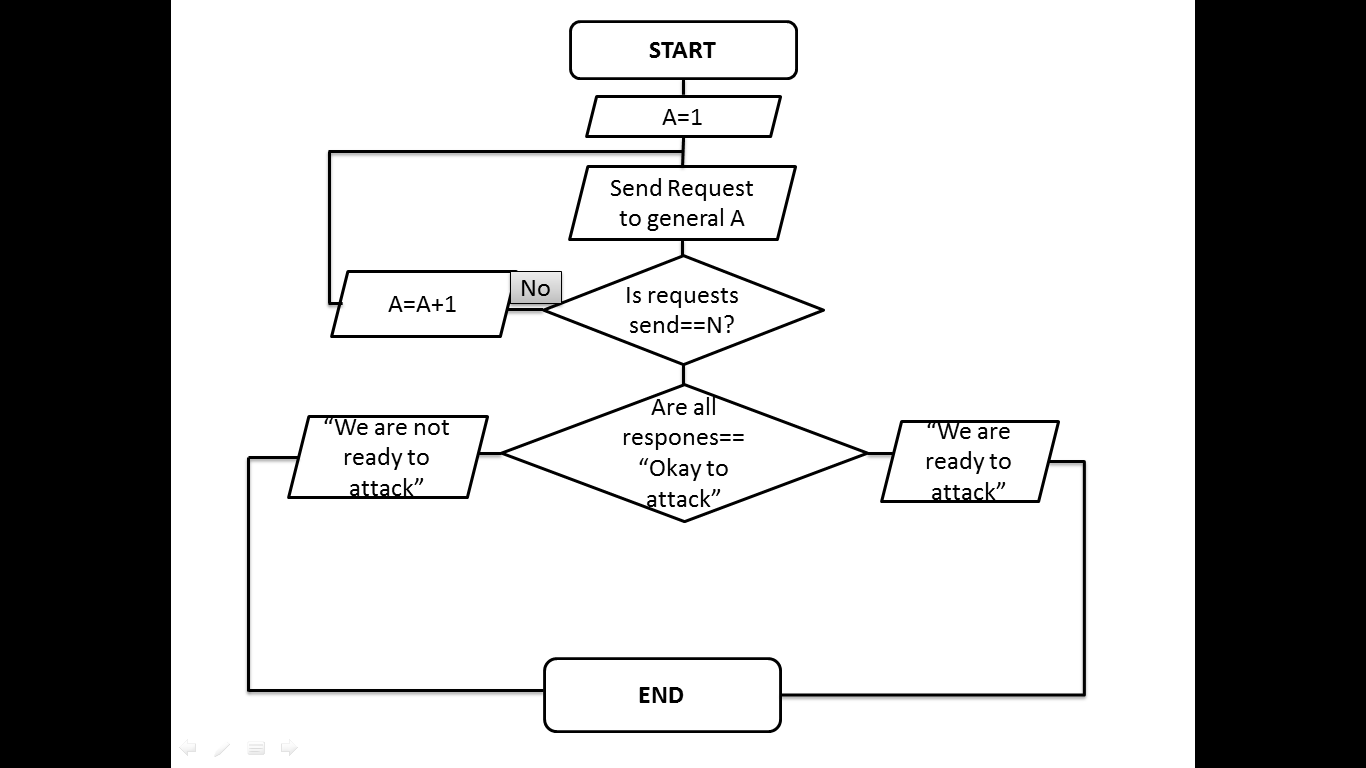 START
A=1
Send Request
to general A
No
A=A+1
Is requests
send==N?
Are all
respones==
“Okay to
attack”
“We are not
ready to
attack”
“We are
ready to
attack”
END